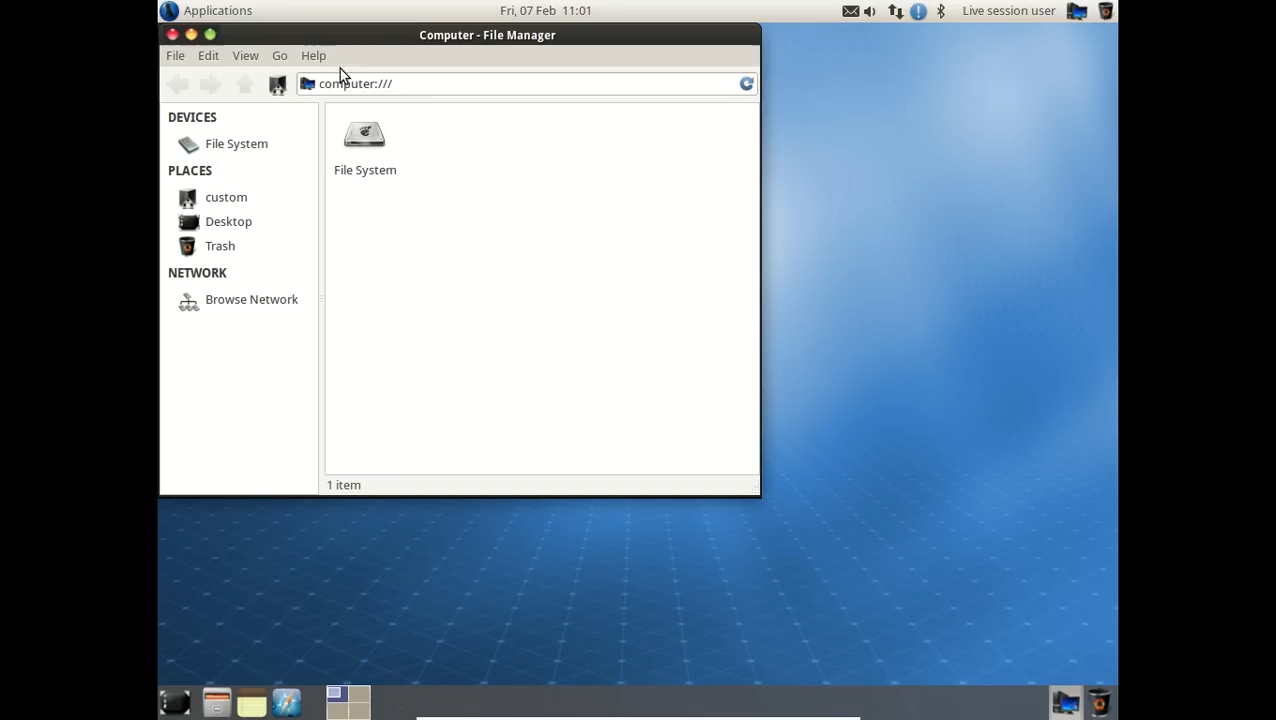 Applications Fri, 07 Feb 11:01 Live session user
Computer - File Manager
File Edit View Go Help
computer:///
DEVICES
File System
PLACES
custom
Desktop
Trash
NETWORK
Browse Network
File System
1 item